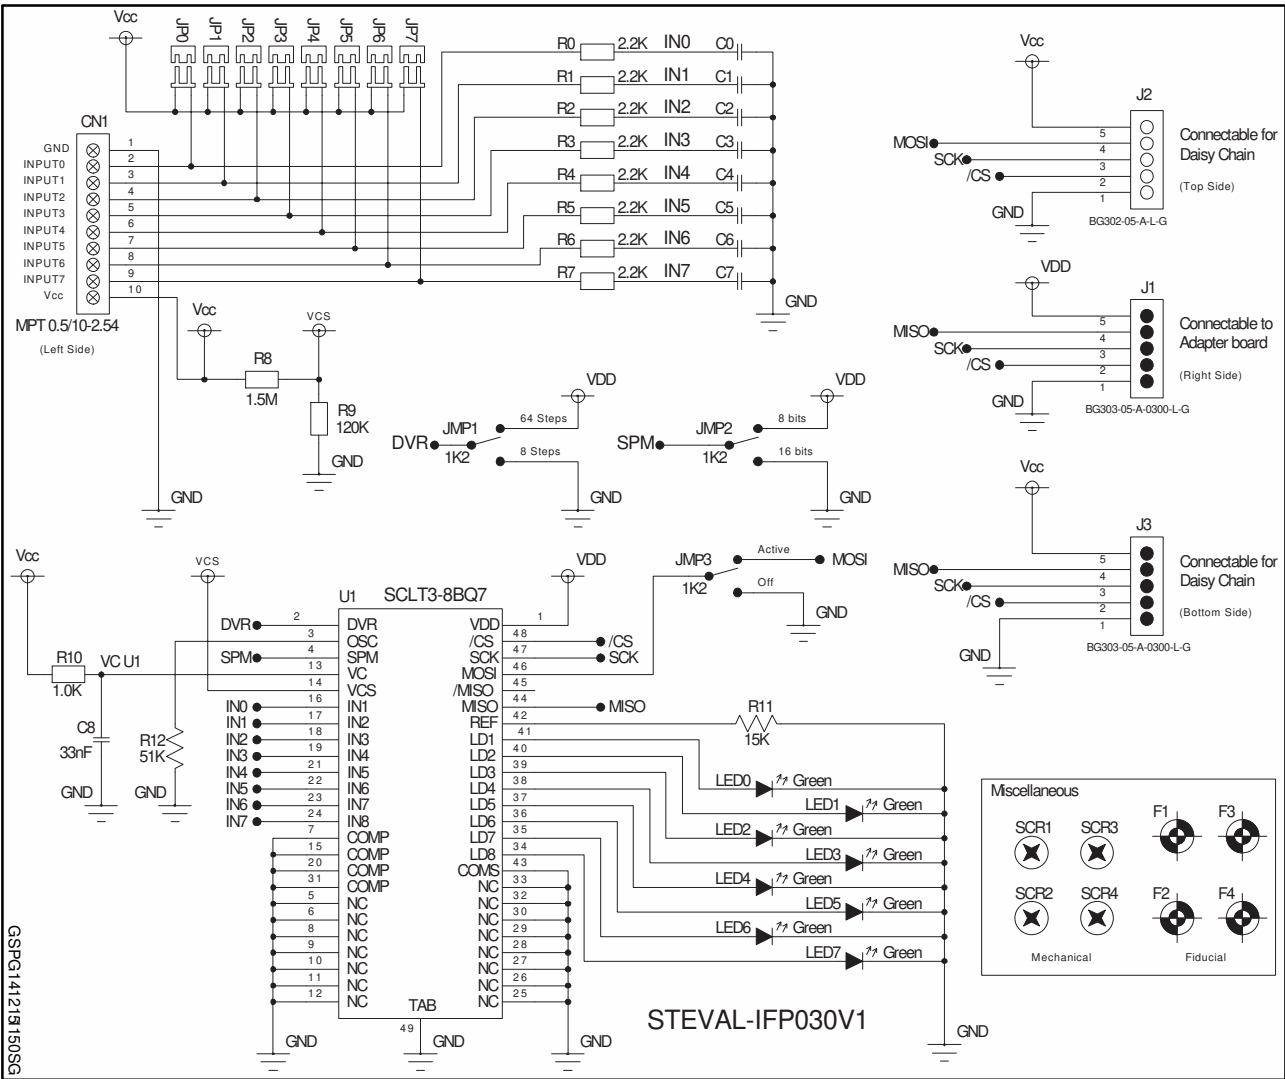 Vcc
JP0 JP1 JP2 JP3 JP4 JP5 JP6 JP7
R0 2.2K IN0 C0
R1 2.2K IN1 C1
R2 2.2K IN2 C2
R3 2.2K IN3 C3
R4 2.2K IN4 C4
R5 2.2K IN5 C5
R6 2.2K IN6 C6
R7 2.2K IN7 C7
GND
CN1
GND 1
INPUT0 2
INPUT1 3
INPUT2 4
INPUT3 5
INPUT4 6
INPUT5 7
INPUT6 8
INPUT7 9
Vcc 10
MPT 0.5/10-2.54
(Left Side)
Vcc
VCS
R8
1.5M
R9
120K
GND
GND
VDD
JMP1
64 Steps
DVR
1K2
8 Steps
GND
VDD
JMP2
8 bits
SPM
1K2
16 bits
GND
Vcc
J2
MOSI 5
SCK 4
/CS 3
2
GND 1
Connectable for
Daisy Chain
(Top Side)
BG302-05-A-L-G
VDD
J1
MISO 5
SCK 4
/CS 3
2
GND 1
Connectable to
Adapter board
(Right Side)
BG303-05-A-0300-L-G
Vcc
J3
MISO 5
SCK 4
/CS 3
2
GND 1
Connectable for
Daisy Chain
(Bottom Side)
BG303-05-A-0300-L-G
JMP3
Active
MOSI
1K2
Off
GND
Vcc
VCS
VDD
R10
1.0K
VC U1
C8
33nF
GND
R12
51K
GND
U1 SCLT3-8BQ7
DVR 2 DVR
3 OSC
SPM 4 SPM
13 VC
14 VCS
IN0 16 IN1
IN1 17 IN2
IN2 18 IN3
IN3 19 IN4
IN4 21 IN5
IN5 22 IN6
IN6 23 IN7
IN7 24 IN8
7 COMP
15 COMP
20 COMP
31 COMP
5 NC
6 NC
8 NC
9 NC
10 NC
11 NC
12 NC
VDD 1
/CS 48 /CS
SCK 47 SCK
MOSI 46
/MISO 45
MISO 44 MISO
REF 42
LD1 41
LD2 40
LD3 39
LD4 38
LD5 37
LD6 36
LD7 35
LD8 34
COMS 43
NC 33
NC 32
NC 30
NC 29
NC 28
NC 27
NC 26
NC 25
TAB
49
GND
GND
GND
R11
15K
LED0 Green
LED1 Green
LED2 Green
LED3 Green
LED4 Green
LED5 Green
LED6 Green
LED7 Green
GND
STEVAL-IFP030V1
Miscellaneous
SCR1 SCR3 F1 F3
SCR2 SCR4 F2 F4
Mechanical Fiducial